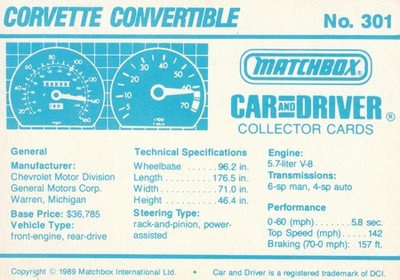 CORVETTE CONVERTIBLE No. 301
MATCHBOX
CAR AND DRIVER ®
COLLECTOR CARDS
General
Manufacturer:
Chevrolet Motor Division
General Motors Corp.
Warren, Michigan
Base Price: $36,785
Vehicle Type:
front-engine, rear-drive
Technical Specifications
Wheelbase . . . . . 96.2 in.
Length . . . . . . . . 176.5 in.
Width . . . . . . . . . 71.0 in.
Height . . . . . . . . . 46.4 in.
Steering Type:
rack-and-pinion, power-
assisted
Engine:
5.7-liter V-8
Transmissions:
6-sp man, 4-sp auto
Performance
0-60 (mph) . . . . . . 5.8 sec.
Top Speed (mph) . . . . . 142
Braking (70-0 mph): 157 ft.
Copyright © 1989 Matchbox International Ltd. • Car and Driver is a registered trademark of DCI.